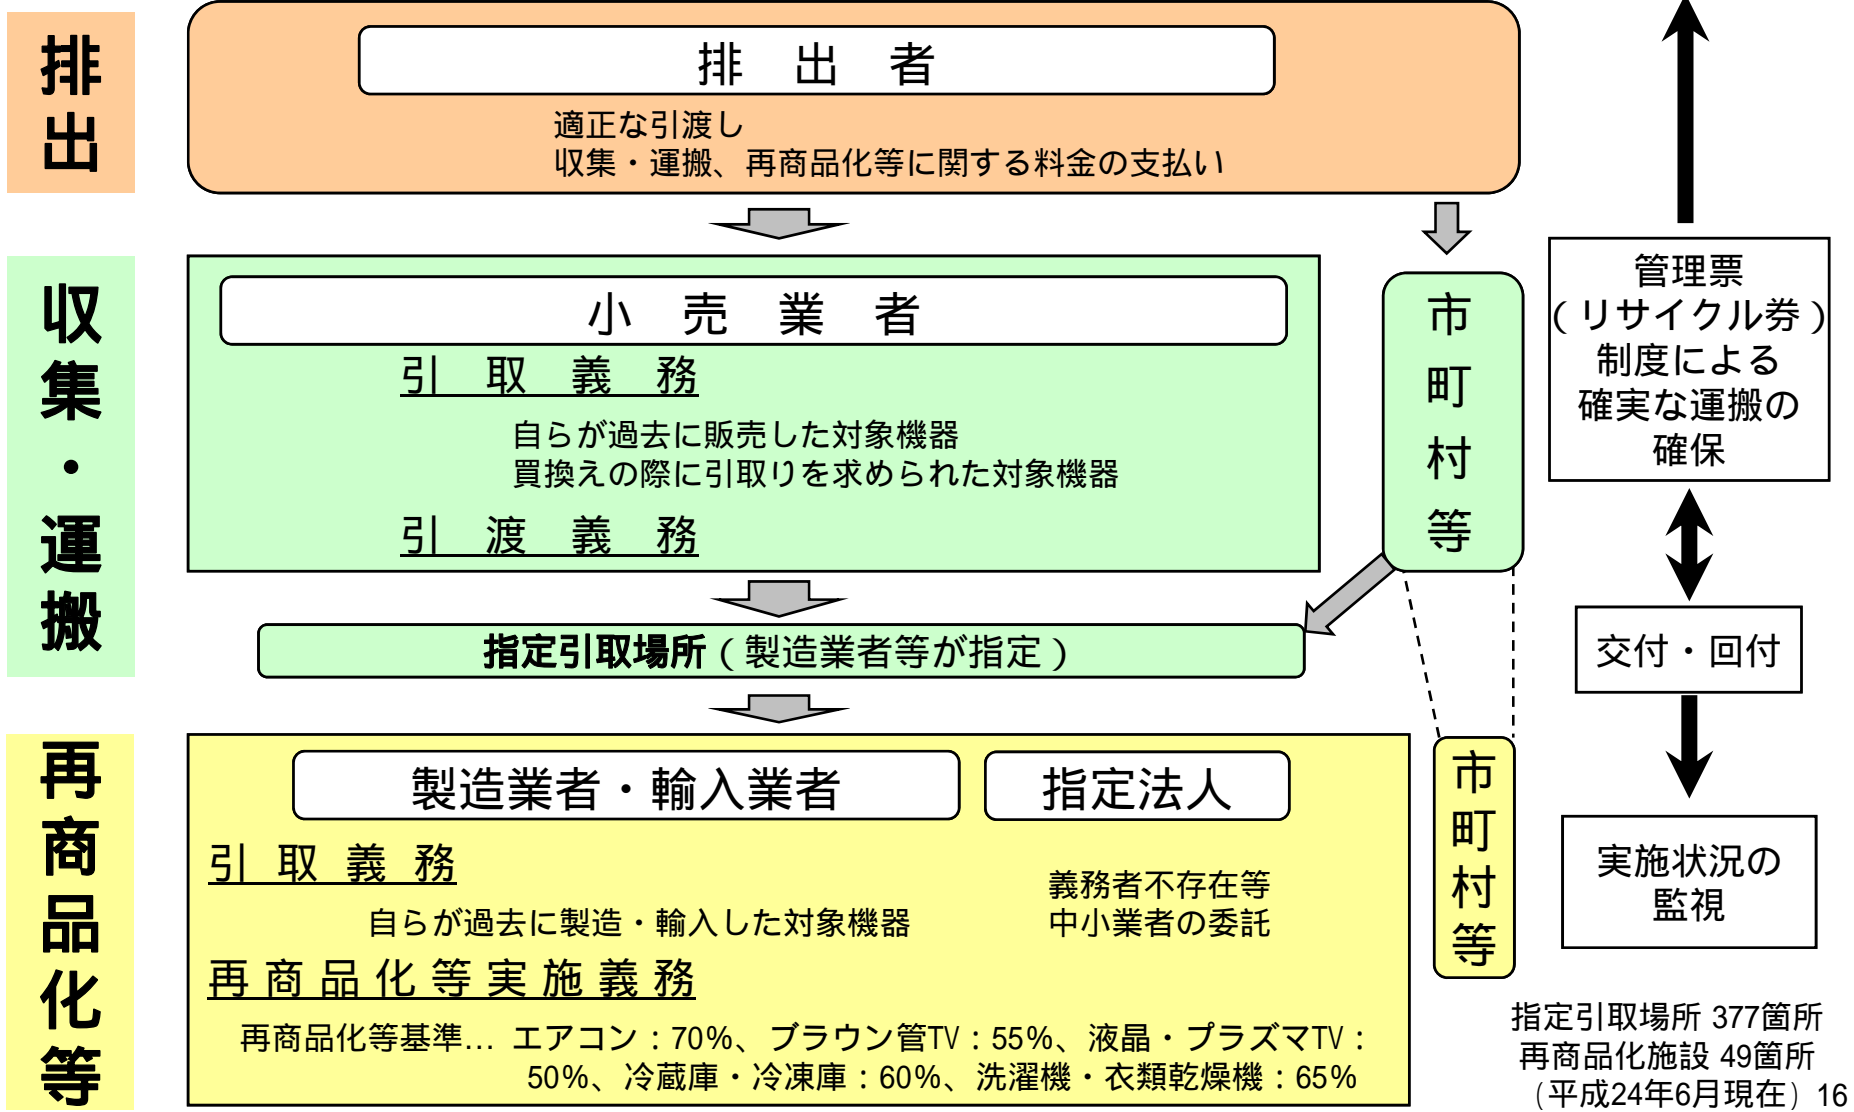 排出
排出者
適正な引渡し
収集・運搬、再商品化等に関する料金の支払い
収集・運搬
小売業者
引取義務
自らが過去に販売した対象機器
買換えの際に引取りを求められた対象機器
引渡義務
市町村等
指定引取場所(製造業者等が指定)
再商品化等
製造業者・輸入業者
引取義務
自らが過去に製造・輸入した対象機器
再商品化等実施義務
再商品化等基準… エアコン:70%、ブラウン管TV:55%、液晶・プラズマTV:
50%、冷蔵庫・冷凍庫:60%、洗濯機・衣類乾燥機:65%
指定法人
義務者不存在等
中小業者の委託
市町村等
管理票
(リサイクル券)
制度による
確実な運搬の
確保
交付・回付
実施状況の
監視
指定引取場所 377箇所
再商品化施設 49箇所
(平成24年6月現在) 16